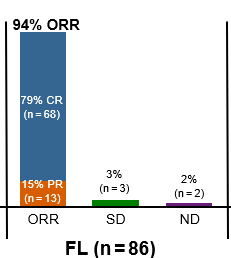 94% ORR
79% CR
(n = 68)
15% PR
(n = 13)
3%
(n = 3)
2%
(n = 2)
ORR SD ND
FL (n = 86)